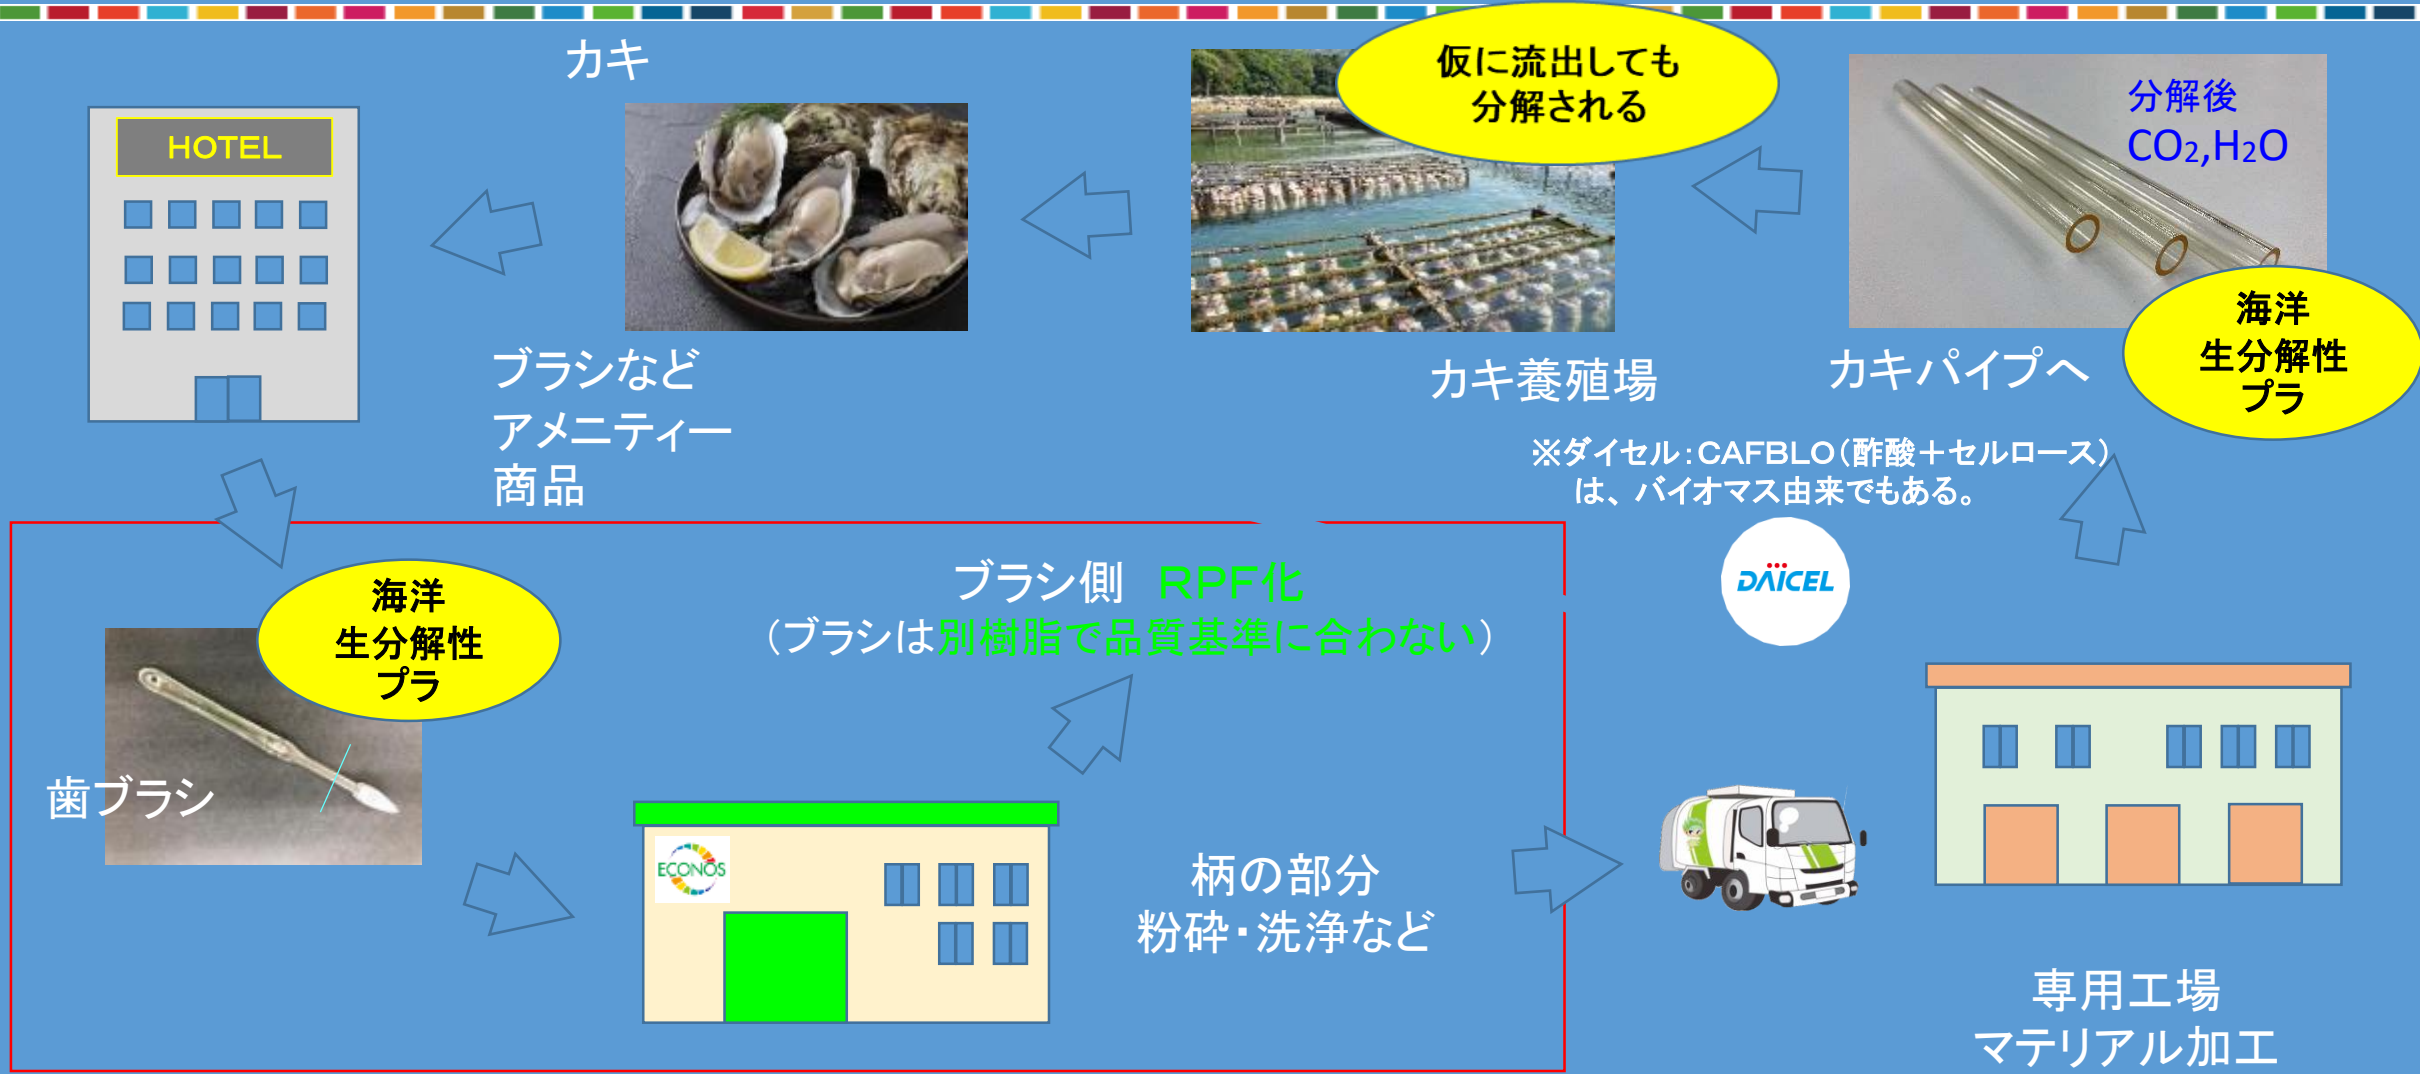 カキ
仮に流出しても
分解される
分解後
CO₂,H₂O
HOTEL
海洋
生分解性
プラ
ブラシなど
アメニティー
商品
カキ養殖場
カキパイプへ
※ダイセル：CAFBLO（酢酸＋セルロース）
は、バイオマス由来でもある。
DAICEL
海洋
生分解性
プラ
ブラシ側　RPF化
（ブラシは別樹脂で品質基準に合わない）
歯ブラシ
ECONOS
柄の部分
粉砕・洗浄など
専用工場
マテリアル加工